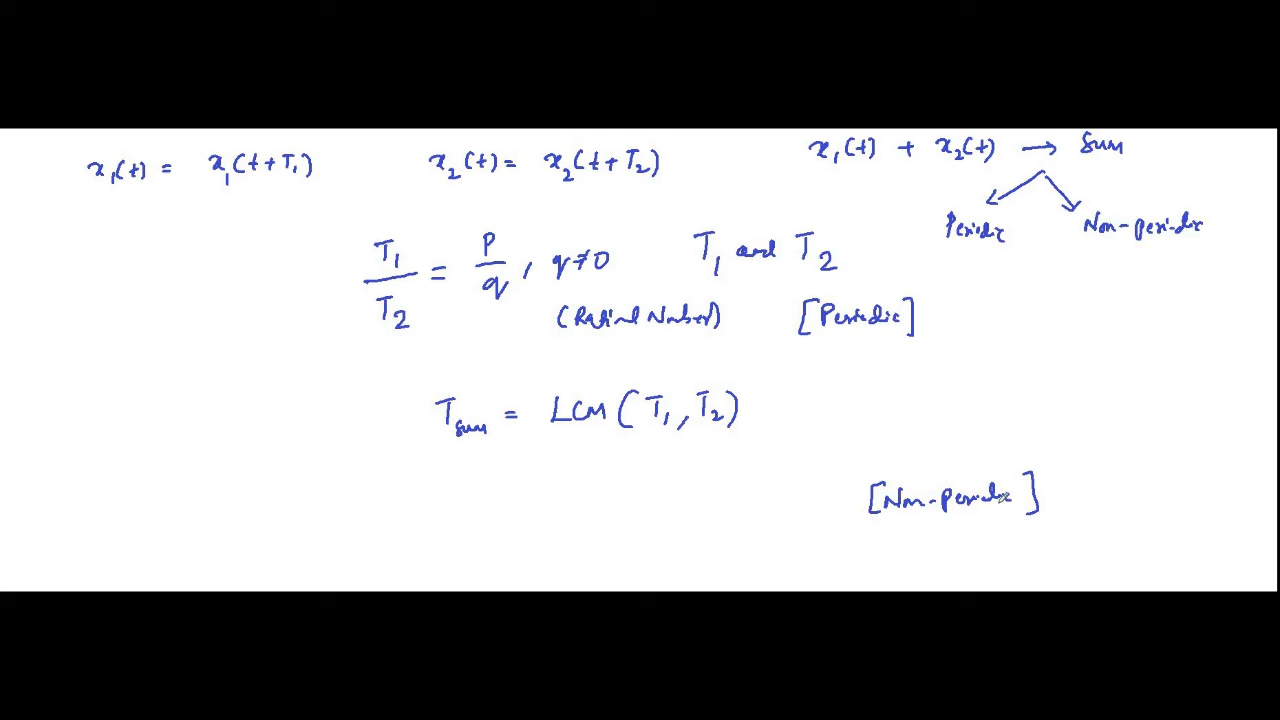 x₁(t) = x₁(t+T₁) x₂(t) = x₂(t+T₂) x₁(t) + x₂(t) → Sum
Periodic Non-periodic
T₁/T₂ = P/q, q≠0 T₁ and T₂
(Rational Number) [Periodic]
T_sum = LCM (T₁, T₂)
[Non-Periodic]